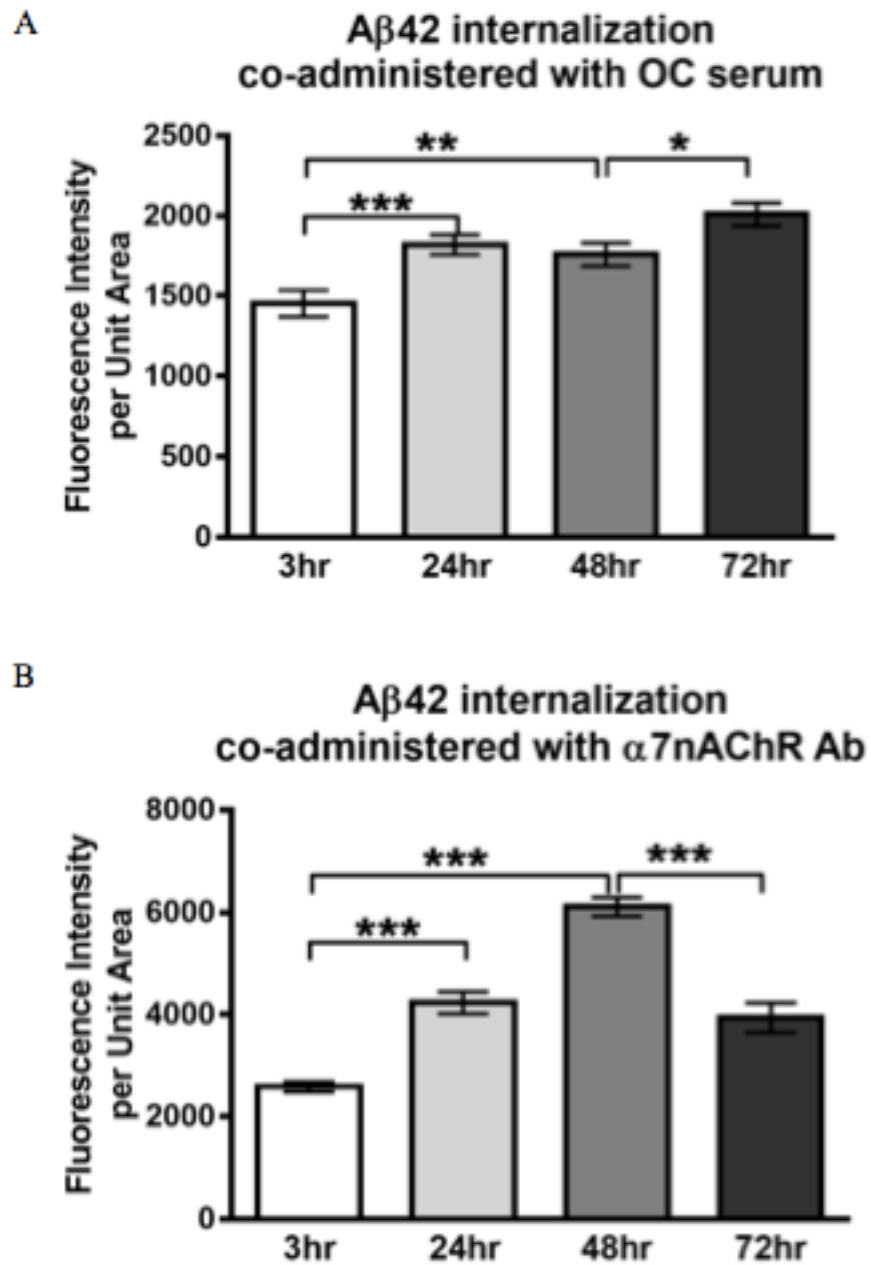 A
Aβ42 internalization
co-administered with OC serum
Fluorescence Intensity
per Unit Area
2500
2000
1500
1000
500
0
**
*
***
3hr 24hr 48hr 72hr
B
Aβ42 internalization
co-administered with α7nAChR Ab
Fluorescence Intensity
per Unit Area
8000
6000
4000
2000
0
*** ***
***
3hr 24hr 48hr 72hr